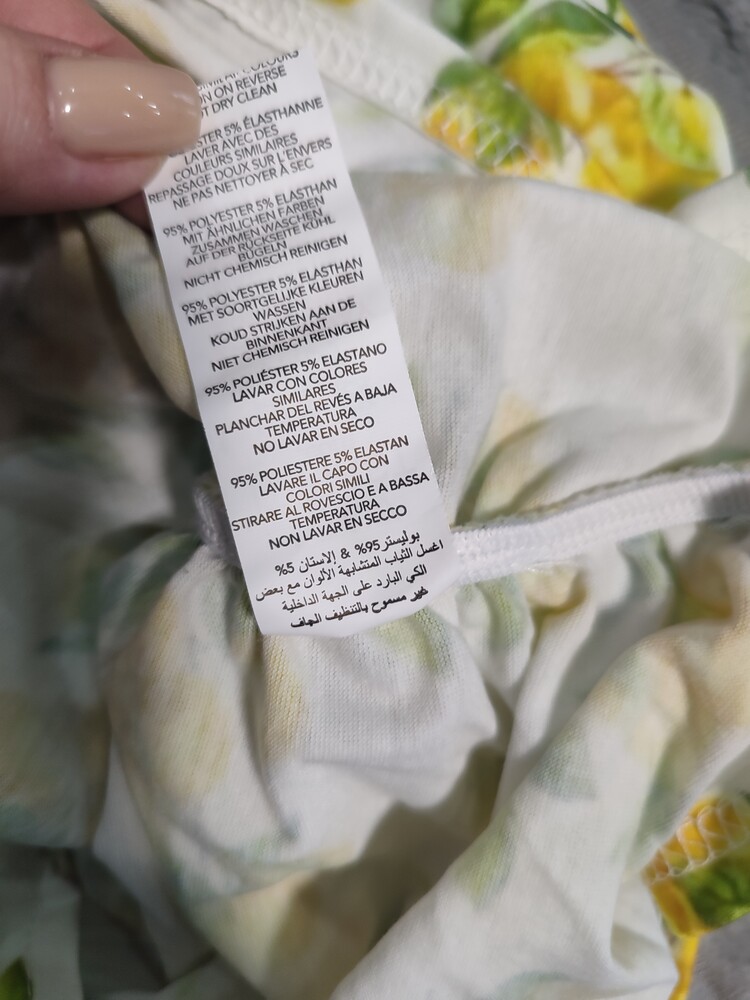 COLOURS
ON REVERSE
DRY CLEAN
5% ÉLASTHANNE
LAVER AVEC DES
COULEURS SIMILAIRES
REPASSAGE DOUX SUR L'ENVERS
NE PAS NETTOYER À SEC
95% POLYESTER 5% ELASTHAN
MIT ÄHNLICHEN FARBEN
ZUSAMMEN WASCHEN
AUF DER RÜCKSEITE KÜHL
BÜGELN
NICHT CHEMISCH REINIGEN
95% POLYESTER 5% ELASTHAN
MET SOORTGELIJKE KLEUREN
WASSEN
KOUD STRIJKEN AAN DE
BINNENKANT
NIET CHEMISCH REINIGEN
95% POLIÉSTER 5% ELASTANO
LAVAR CON COLORES
SIMILARES
PLANCHAR DEL REVÉS A BAJA
TEMPERATURA
NO LAVAR EN SECO
95% POLIESTERE 5% ELASTAN
LAVARE IL CAPO CON
COLORI SIMILI
STIRARE AL ROVESCIO E A BASSA
TEMPERATURA
NON LAVAR EN SECCO
بوليستر 95% & إلاستان 5%
اغسل الثياب المتشابهة الألوان مع بعض
الكي البارد على الجهة الداخلية
غير مسموح بالتنظيف الجاف